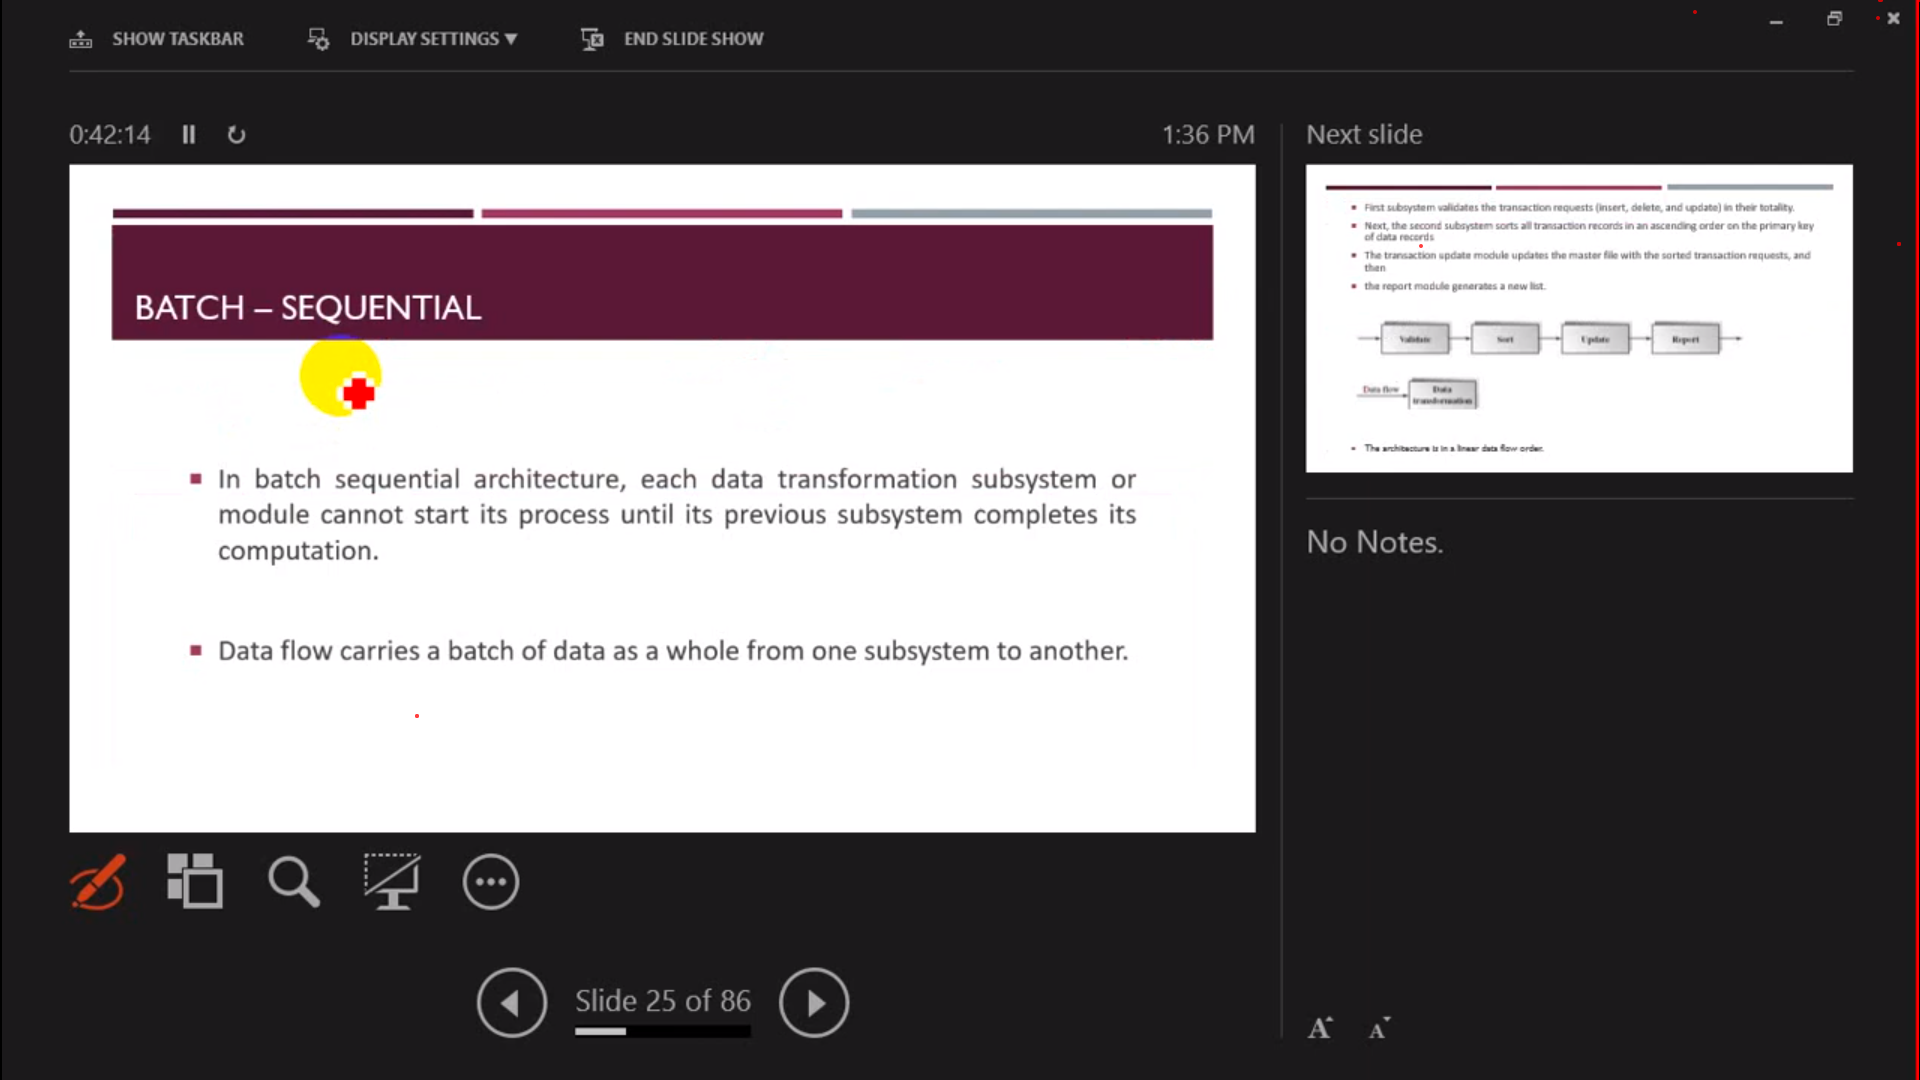 SHOW TASKBAR
DISPLAY SETTINGS ▼
END SLIDE SHOW
0:42:14
1:36 PM
Next slide
BATCH – SEQUENTIAL
▪ In batch sequential architecture, each data transformation subsystem or
module cannot start its process until its previous subsystem completes its
computation.
▪ Data flow carries a batch of data as a whole from one subsystem to another.
▪ First subsystem validates the transaction requests (insert, delete, and update) in their totality.
▪ Next, the second subsystem sorts all transaction records in an ascending order on the primary key
of data records
▪ The transaction update module updates the master file with the sorted transaction requests, and
then
▪ the report module generates a new list.
Validate
Sort
Update
Report
Data flow
Data
transformation
▪ The architecture is in a linear data flow order.
No Notes.
Slide 25 of 86
A
A